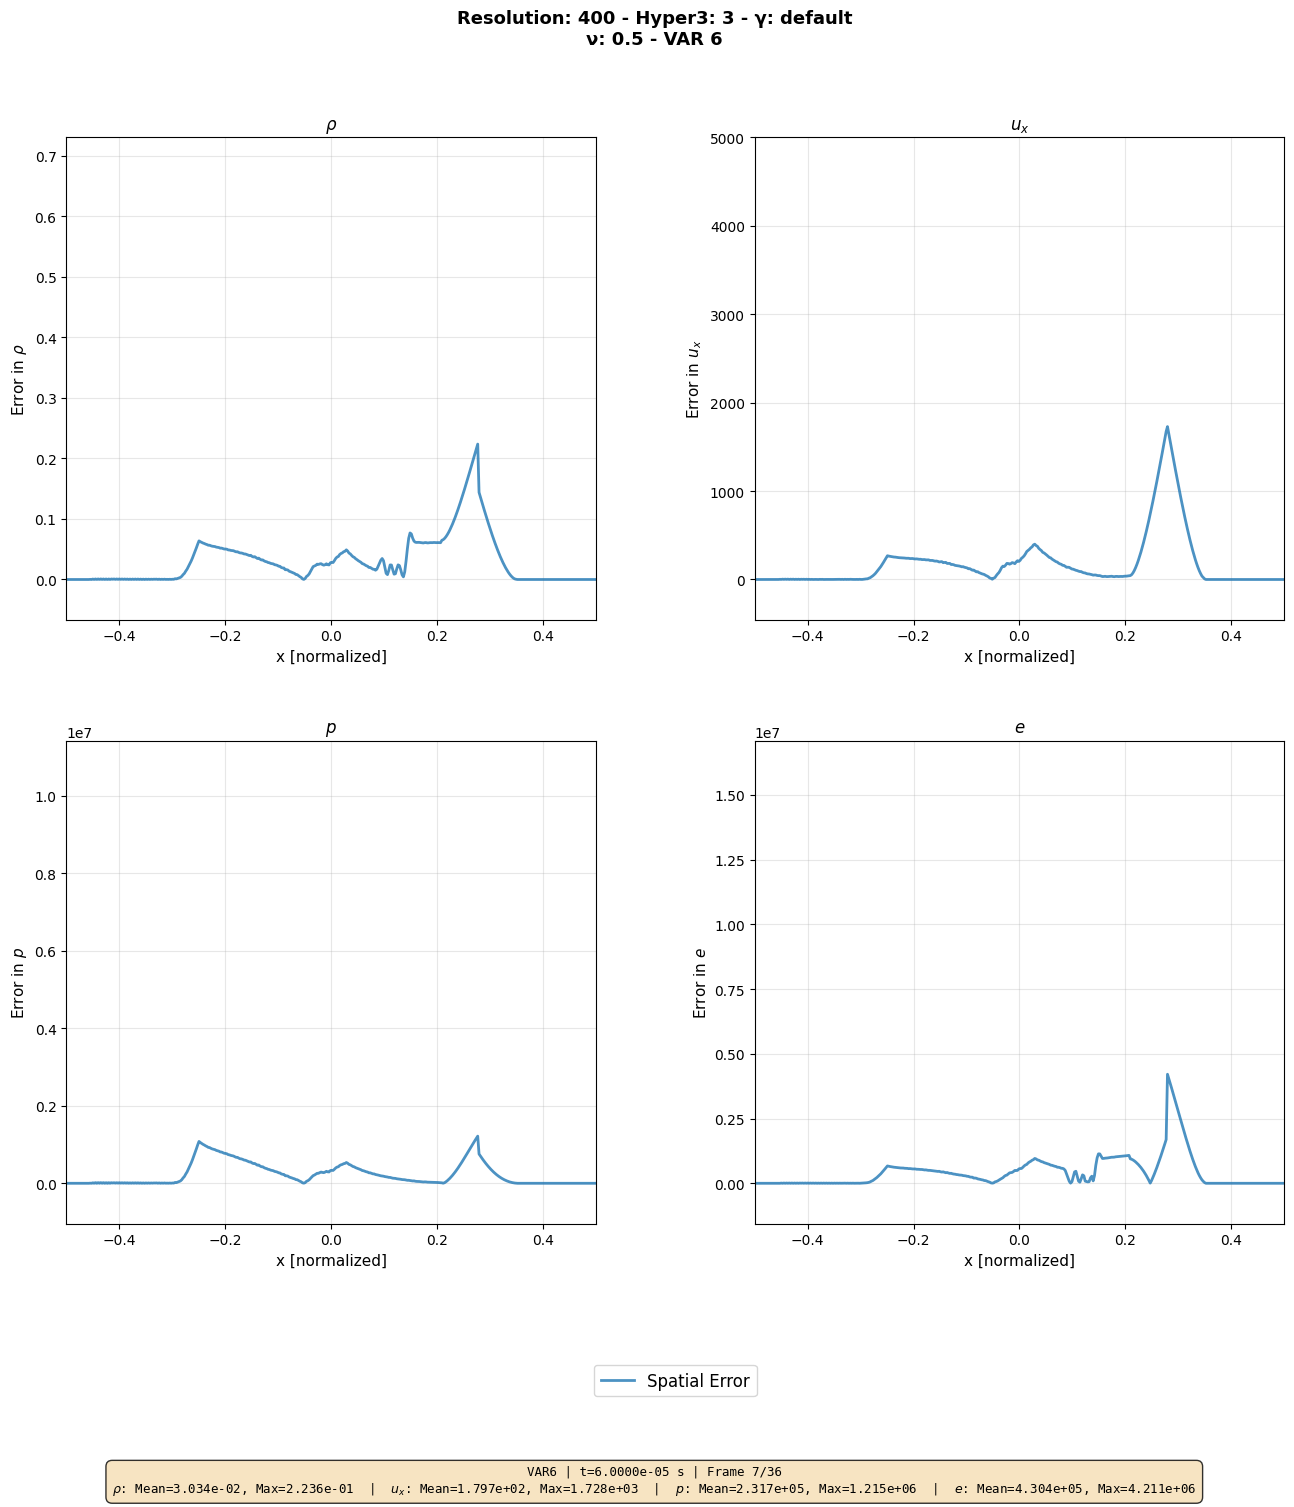 Resolution: 400 - Hyper3: 3 - γ: default
ν: 0.5 - VAR 6
ρ
0.7
0.6
0.5
0.4
0.3
0.2
0.1
0.0
Error in ρ
−0.4 −0.2 0.0 0.2 0.4
x [normalized]
u_x
5000
4000
3000
2000
1000
0
Error in u_x
−0.4 −0.2 0.0 0.2 0.4
x [normalized]
p
1e7
1.0
0.8
0.6
0.4
0.2
0.0
Error in p
−0.4 −0.2 0.0 0.2 0.4
x [normalized]
e
1e7
1.50
1.25
1.00
0.75
0.50
0.25
0.00
Error in e
−0.4 −0.2 0.0 0.2 0.4
x [normalized]
Spatial Error
VAR6 | t=6.0000e-05 s | Frame 7/36
ρ: Mean=3.034e-02, Max=2.236e-01 | u_x: Mean=1.797e+02, Max=1.728e+03 | p: Mean=2.317e+05, Max=1.215e+06 | e: Mean=4.304e+05, Max=4.211e+06